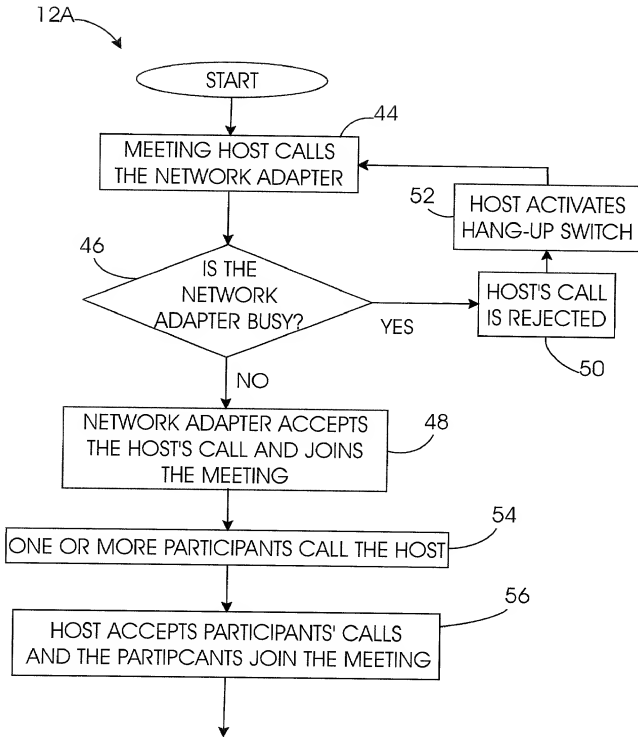 12A
START
44
MEETING HOST CALLS
THE NETWORK ADAPTER
52
HOST ACTIVATES
HANG-UP SWITCH
46
IS THE
NETWORK
ADAPTER BUSY?
YES
HOST'S CALL
IS REJECTED
50
NO
NETWORK ADAPTER ACCEPTS
THE HOST'S CALL AND JOINS
THE MEETING
48
54
ONE OR MORE PARTICIPANTS CALL THE HOST
56
HOST ACCEPTS PARTICIPANTS' CALLS
AND THE PARTIPCANTS JOIN THE MEETING